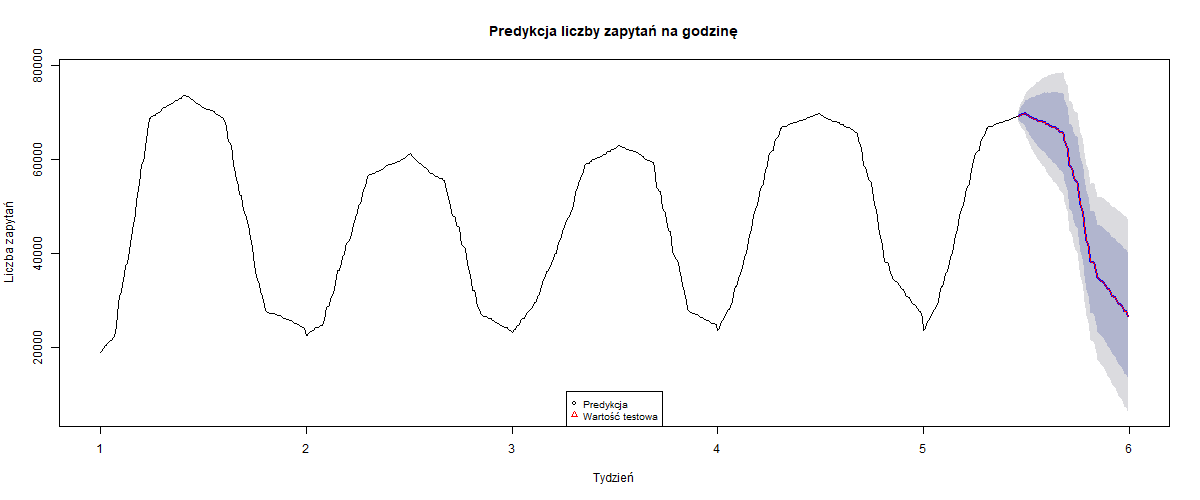 Predykcja liczby zapytań na godzinę
Liczba zapytań
80000
60000
40000
20000
Predykcja
Wartość testowa
1 2 3 4 5 6
Tydzień